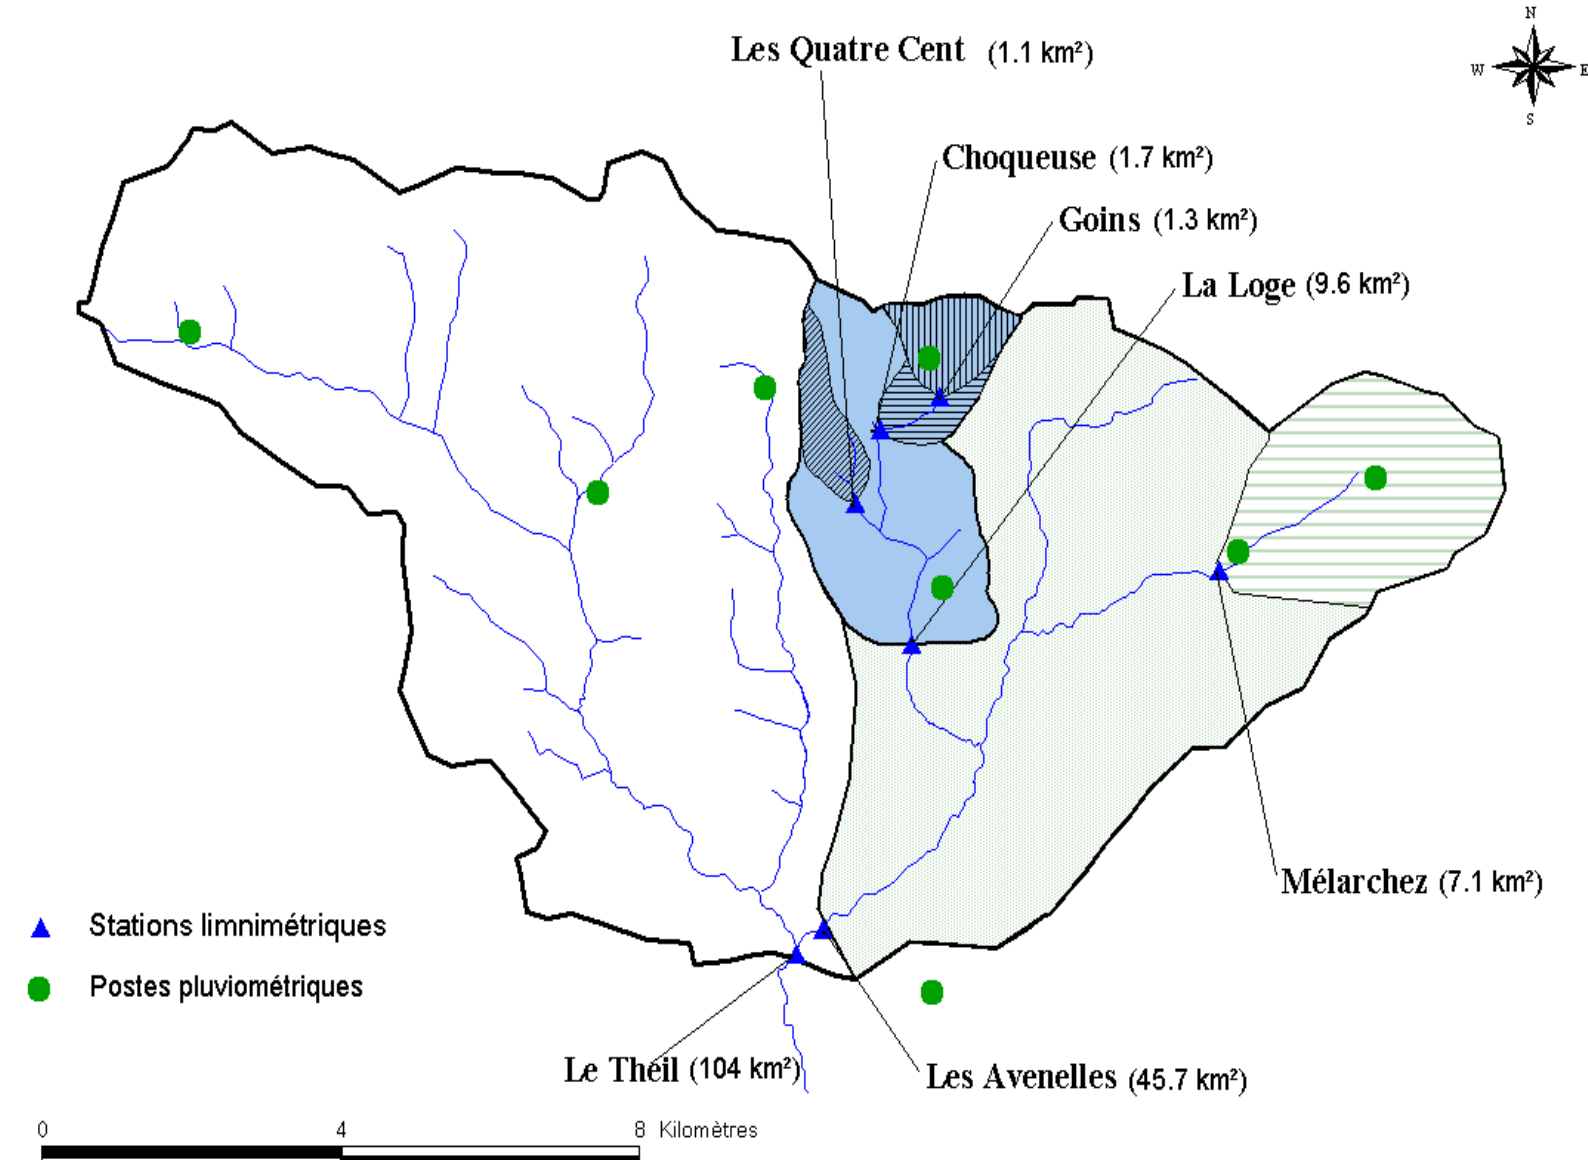 N
W E
S
Les Quatre Cent (1.1 km²)
Choqueuse (1.7 km²)
Goins (1.3 km²)
La Loge (9.6 km²)
Mélarchez (7.1 km²)
Stations limnimétriques
Postes pluviométriques
Le Théil (104 km²)
Les Avenelles (45.7 km²)
0 4 8 Kilomètres